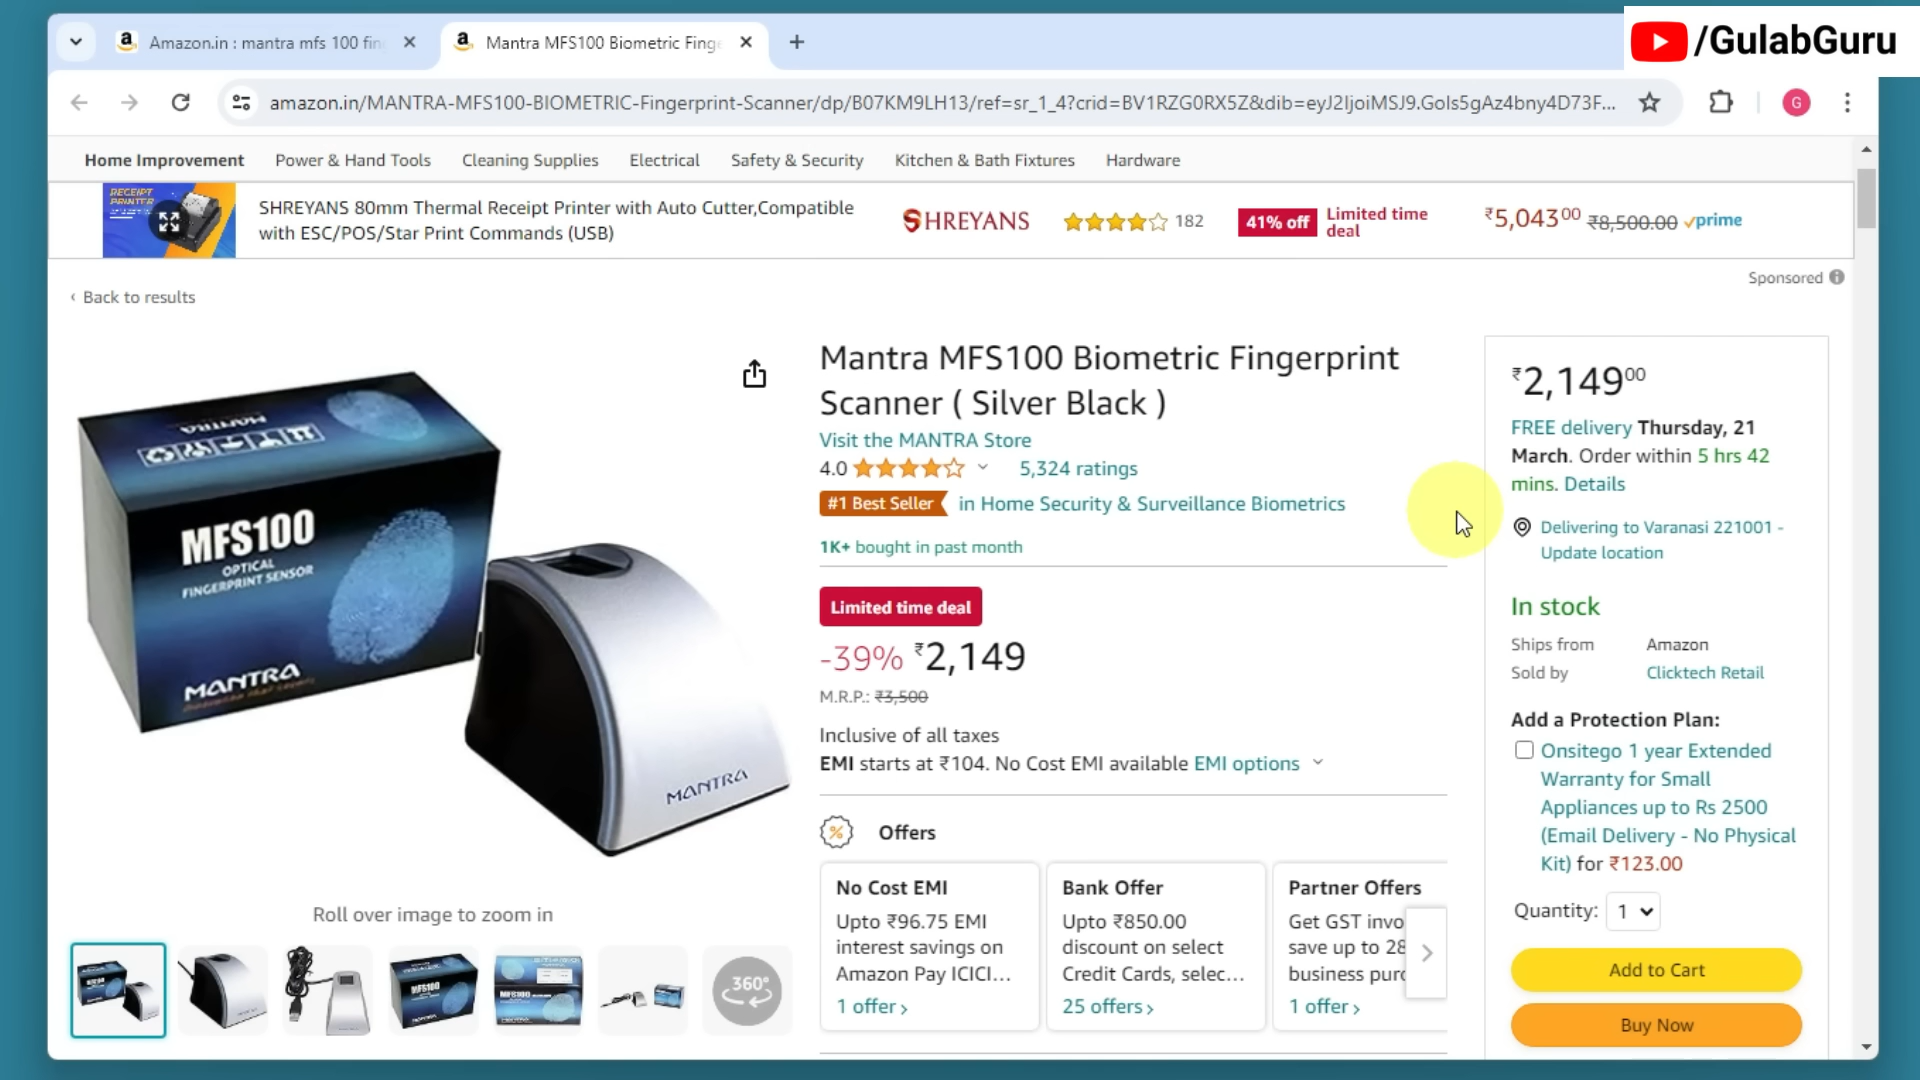 Amazon.in : mantra mfs 100 fin
Mantra MFS100 Biometric Finge
/GulabGuru
amazon.in/MANTRA-MFS100-BIOMETRIC-Fingerprint-Scanner/dp/B07KM9LH13/ref=sr_1_4?crid=BV1RZG0RX5Z&dib=eyJ2IjoiMSJ9.GoIs5gAz4bny4D73F...
G
Home Improvement Power & Hand Tools Cleaning Supplies Electrical Safety & Security Kitchen & Bath Fixtures Hardware
RECEIPT
PRINTER
SHREYANS 80mm Thermal Receipt Printer with Auto Cutter,Compatible
with ESC/POS/Star Print Commands (USB)
SHREYANS
182
41% off
Limited time
deal
₹5,04300 ₹8,500.00 prime
Sponsored
‹ Back to results
Mantra MFS100 Biometric Fingerprint
Scanner ( Silver Black )
Visit the MANTRA Store
4.0 5,324 ratings
#1 Best Seller in Home Security & Surveillance Biometrics
1K+ bought in past month
Limited time deal
-39% ₹2,149
M.R.P.: ₹3,500
Inclusive of all taxes
EMI starts at ₹104. No Cost EMI available EMI options
Offers
No Cost EMI
Upto ₹96.75 EMI
interest savings on
Amazon Pay ICICI...
1 offer ›
Bank Offer
Upto ₹850.00
discount on select
Credit Cards, selec...
25 offers ›
Partner Offers
Get GST invo
save up to 28
business purc
1 offer ›
MANTRA
MFS100
OPTICAL
FINGERPRINT SENSOR
MANTRA
MANTRA
Roll over image to zoom in
MFS100
MFS100
360°
₹2,14900
FREE delivery Thursday, 21
March. Order within 5 hrs 42
mins. Details
Delivering to Varanasi 221001 -
Update location
In stock
Ships from Amazon
Sold by Clicktech Retail
Add a Protection Plan:
Onsitego 1 year Extended
Warranty for Small
Appliances up to Rs 2500
(Email Delivery - No Physical
Kit) for ₹123.00
Quantity: 1
Add to Cart
Buy Now